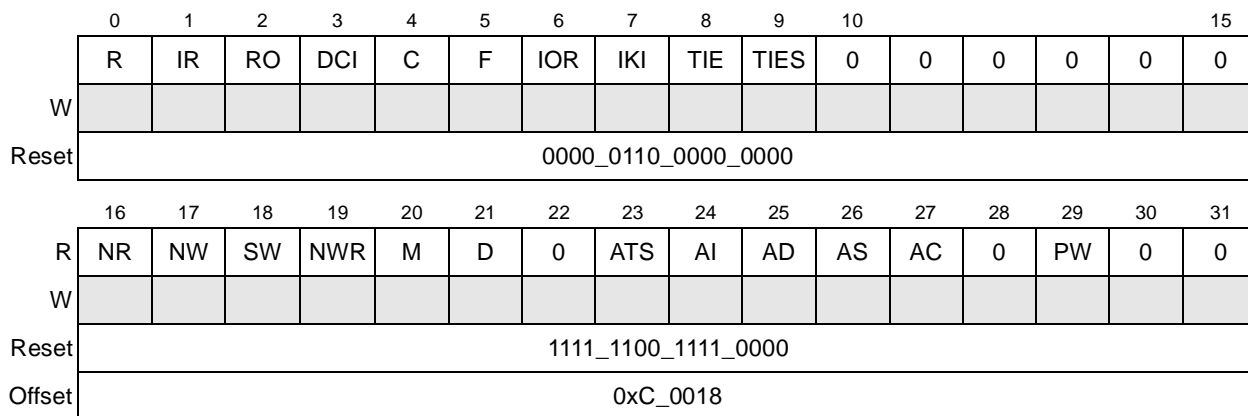 0 1 2 3 4 5 6 7 8 9 10 15
R IR RO DCI C F IOR IKI TIE TIES 0 0 0 0 0 0
W
Reset 0000_0110_0000_0000
16 17 18 19 20 21 22 23 24 25 26 27 28 29 30 31
R NR NW SW NWR M D 0 ATS AI AD AS AC 0 PW 0 0
W
Reset 1111_1100_1111_0000
Offset 0xC_0018